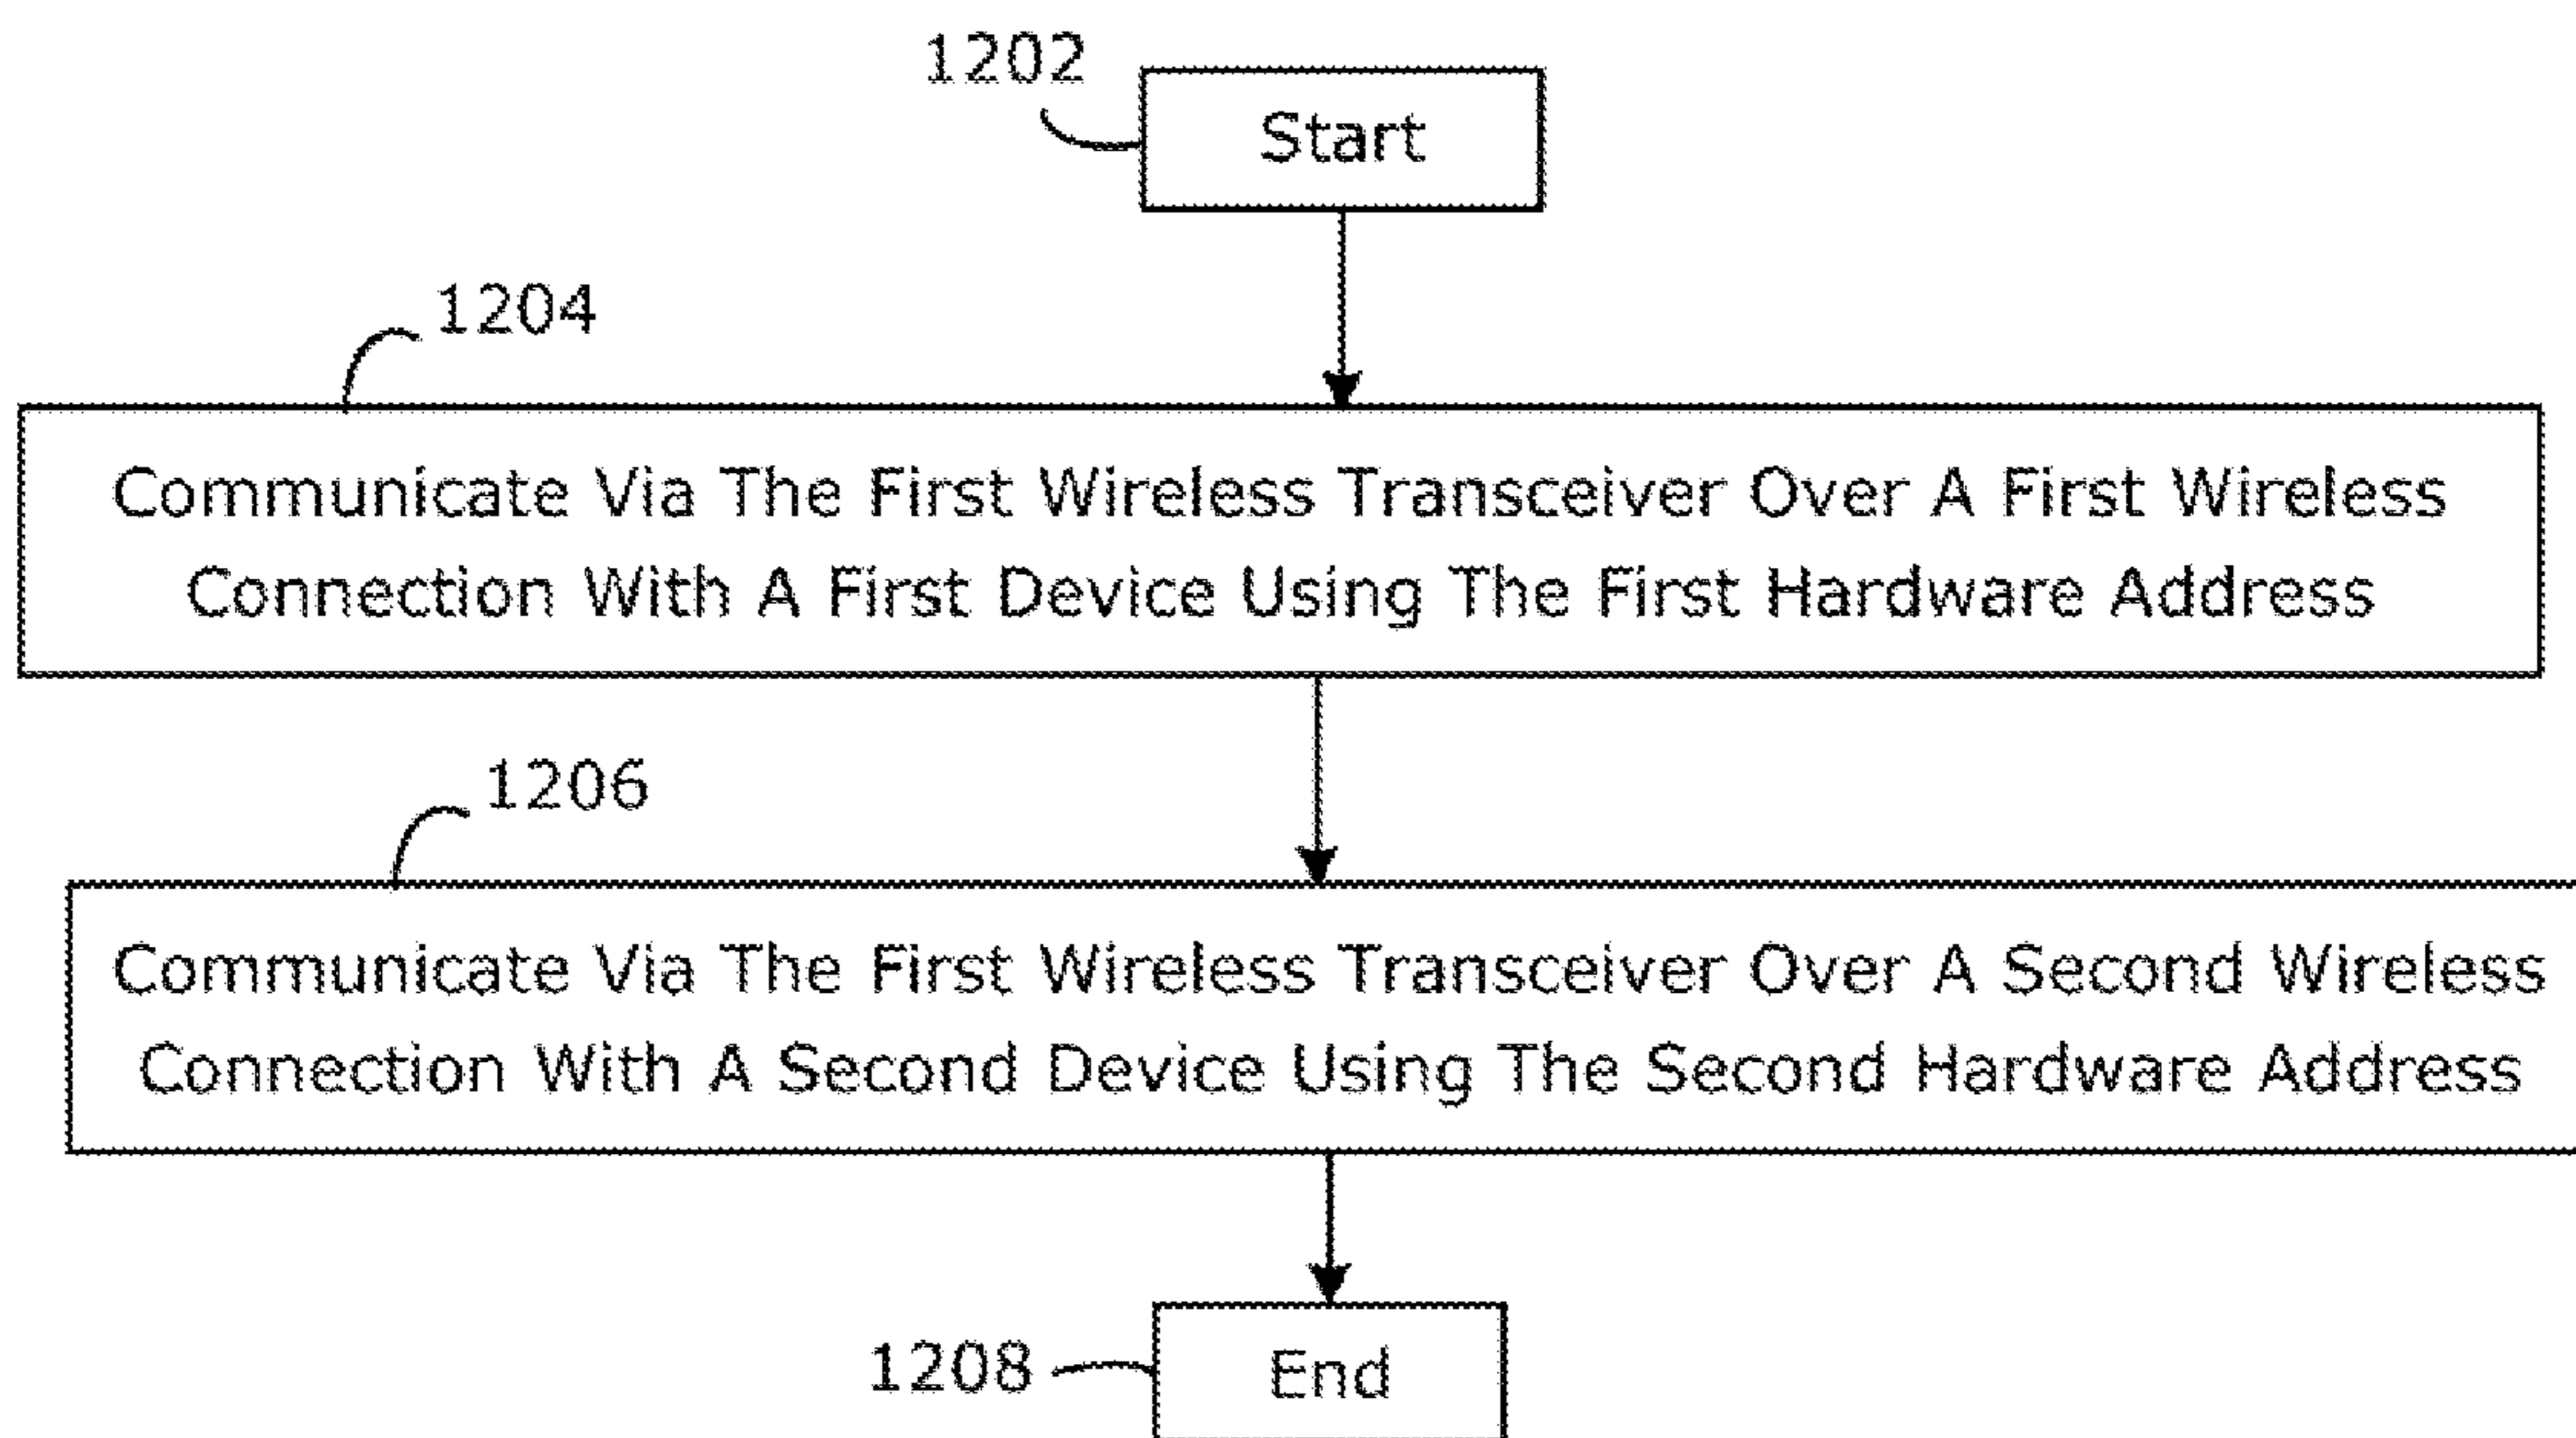 1202
Start
1204
Communicate Via The First Wireless Transceiver Over A First Wireless
Connection With A First Device Using The First Hardware Address
1206
Communicate Via The First Wireless Transceiver Over A Second Wireless
Connection With A Second Device Using The Second Hardware Address
1208
End